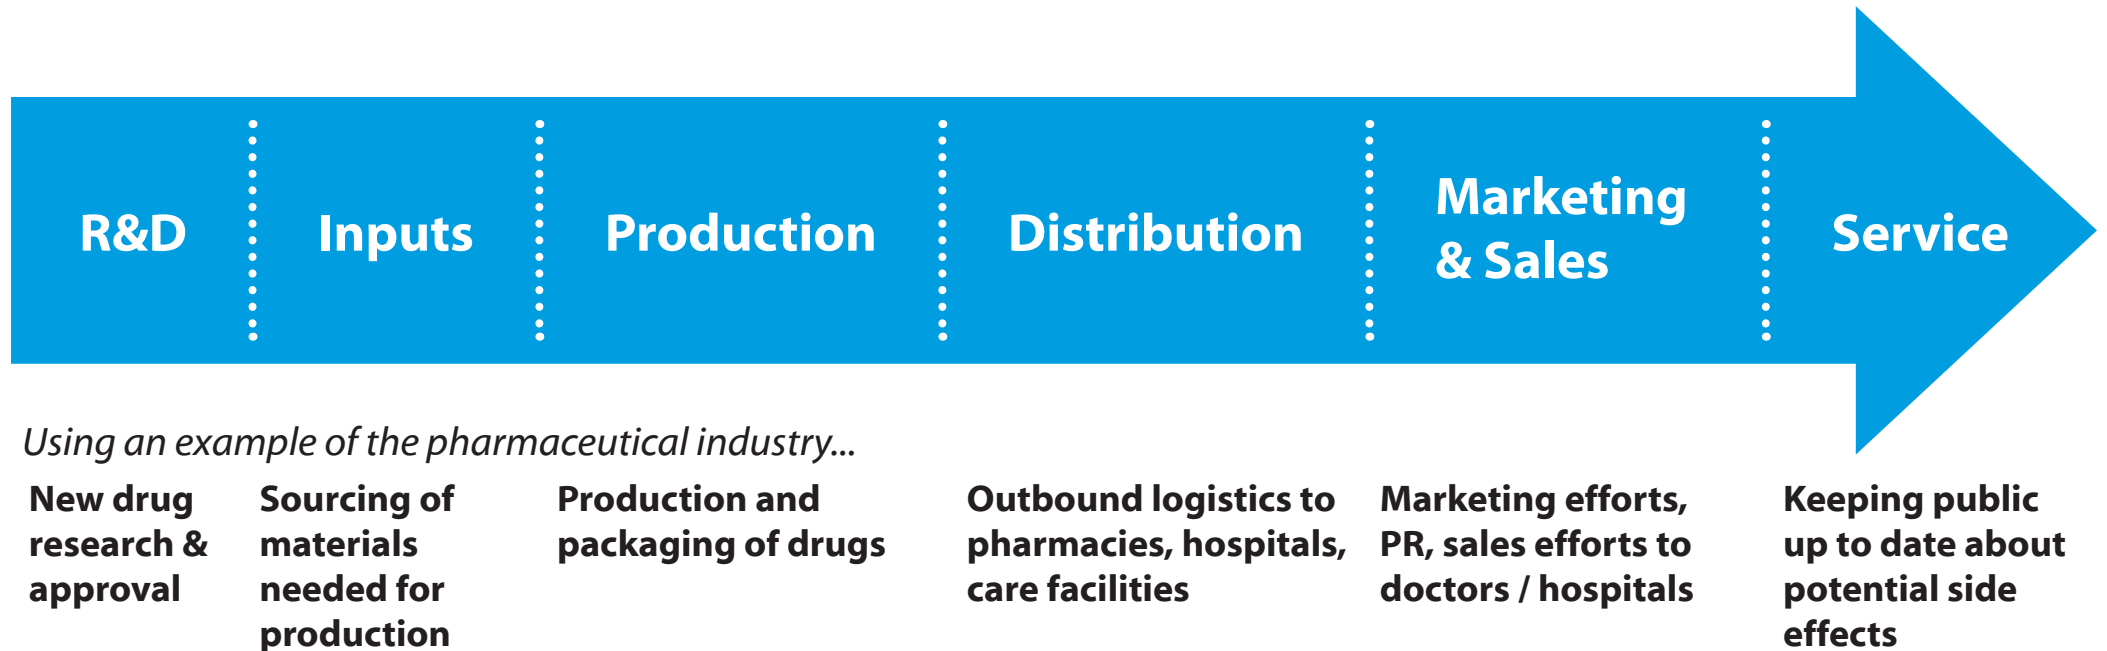 R&D
Inputs
Production
Distribution
Marketing
& Sales
Service
Using an example of the pharmaceutical industry...
New drug
research &
approval
Sourcing of
materials
needed for
production
Production and
packaging of drugs
Outbound logistics to
pharmacies, hospitals,
care facilities
Marketing efforts,
PR, sales efforts to
doctors / hospitals
Keeping public
up to date about
potential side
effects